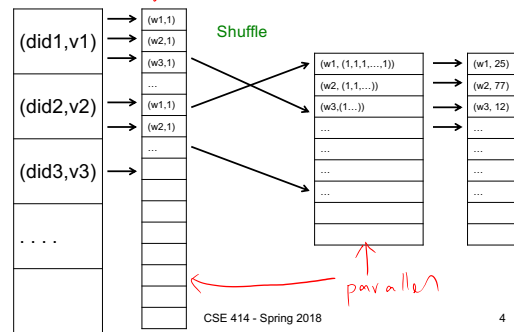 (did1,v1)
(did2,v2)
(did3,v3)
. . . .
(w1,1)
(w2,1)
(w3,1)
...
(w1,1)
(w2,1)
...
Shuffle
(w1, (1,1,1,...,1))
(w2, (1,1,...))
(w3,(1...))
...
...
...
...
(w1, 25)
(w2, 77)
(w3, 12)
...
...
...
...
parallel
CSE 414 - Spring 2018
4